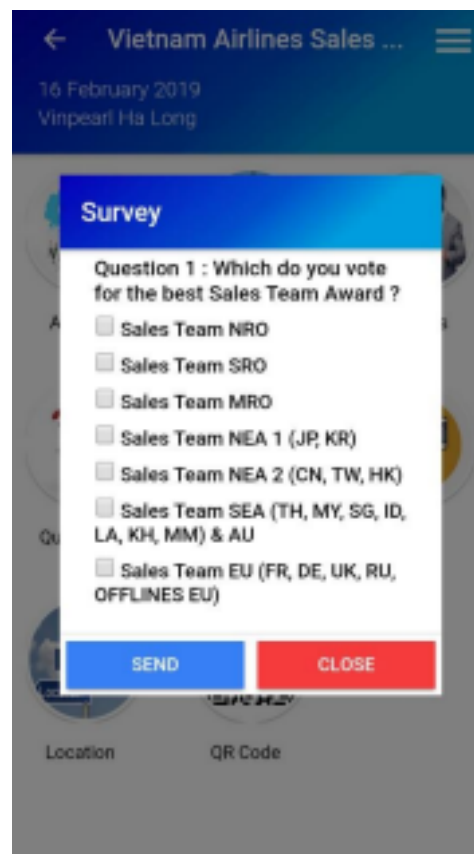 Vietnam Airlines Sales ...
16 February 2019
Vinpearl Ha Long
Survey
Question 1 : Which do you vote
for the best Sales Team Award ?
Sales Team NRO
Sales Team SRO
Sales Team MRO
Sales Team NEA 1 (JP, KR)
Sales Team NEA 2 (CN, TW, HK)
Sales Team SEA (TH, MY, SG, ID,
LA, KH, MM) & AU
Sales Team EU (FR, DE, UK, RU,
OFFLINES EU)
SEND
CLOSE
Location
QR Code